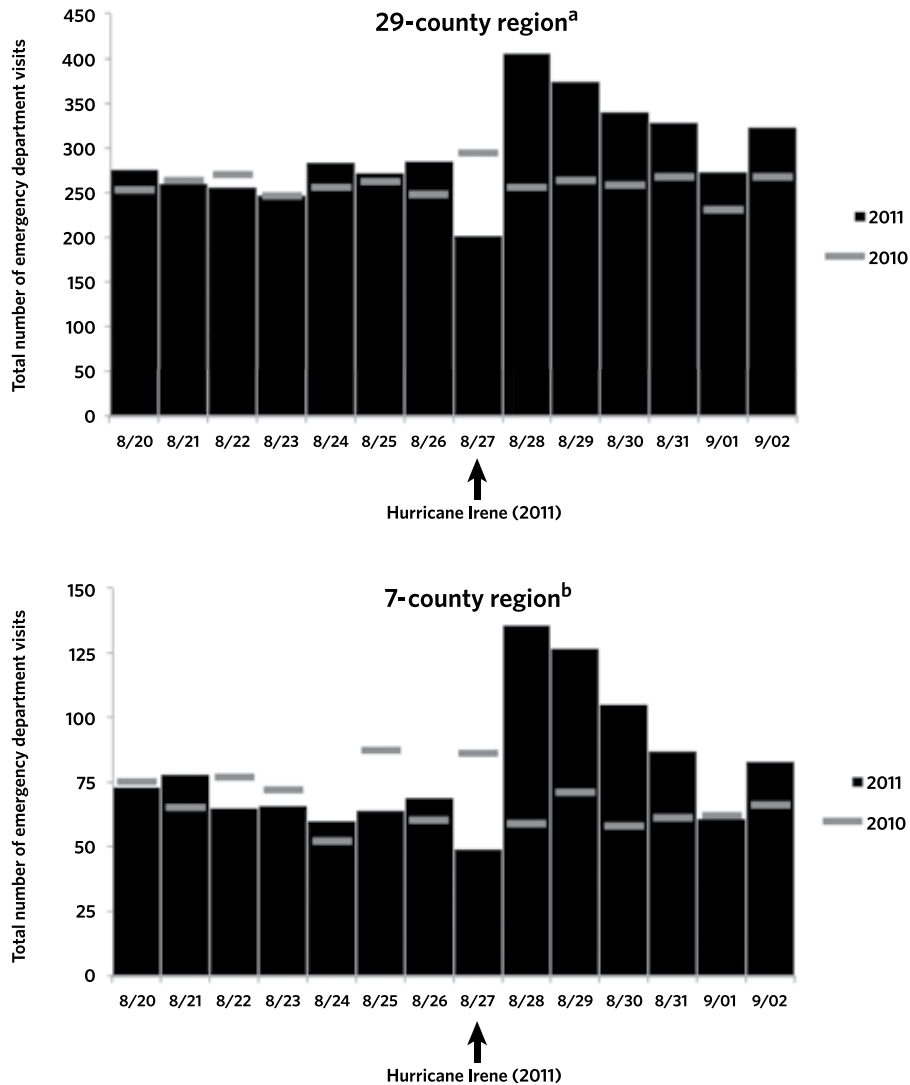 29-county regionᵃ
Total number of emergency department visits
450
400
350
300
250
200
150
100
50
0
8/20 8/21 8/22 8/23 8/24 8/25 8/26 8/27 8/28 8/29 8/30 8/31 9/01 9/02
2011
2010
Hurricane Irene (2011)
7-county regionᵇ
Total number of emergency department visits
150
125
100
75
50
25
0
8/20 8/21 8/22 8/23 8/24 8/25 8/26 8/27 8/28 8/29 8/30 8/31 9/01 9/02
2011
2010
Hurricane Irene (2011)